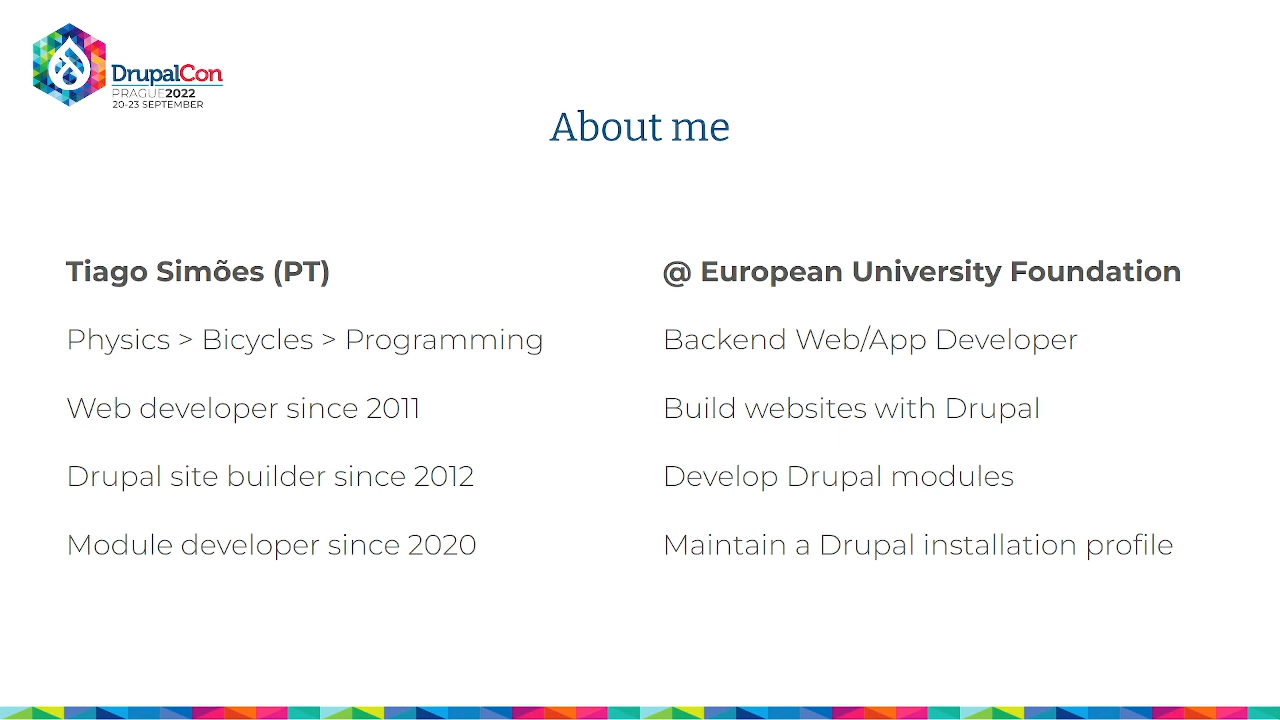 DrupalCon
PRAGUE2022
20-23 SEPTEMBER
About me
Tiago Simões (PT)
Physics > Bicycles > Programming
Web developer since 2011
Drupal site builder since 2012
Module developer since 2020
@ European University Foundation
Backend Web/App Developer
Build websites with Drupal
Develop Drupal modules
Maintain a Drupal installation profile